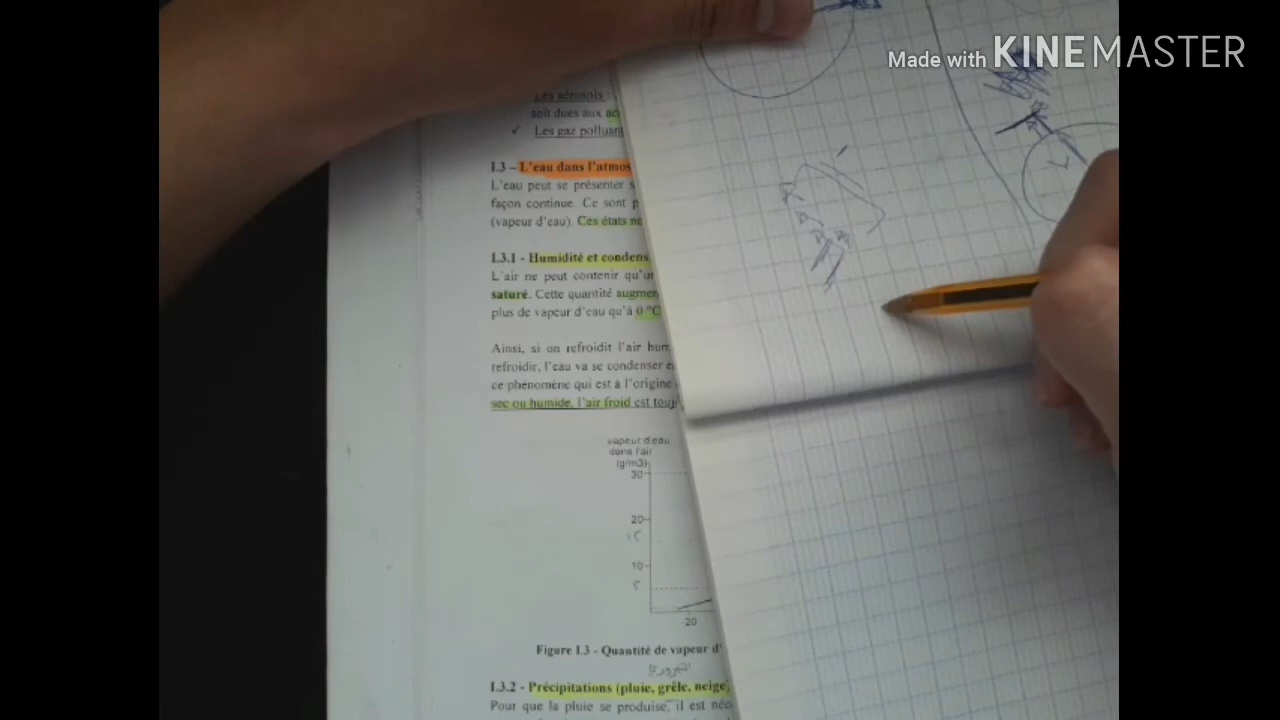 Made with KINEMASTER
Les aérosols :
soit dues aux ac
✓ Les gaz polluan
I.3 – L'eau dans l'atmos
L'eau peut se présenter s
façon continue. Ce sont p
(vapeur d'eau). Ces états ne
I.3.1 - Humidité et condens
L'air ne peut contenir qu'un
saturé. Cette quantité augmen
plus de vapeur d'eau qu'à 0 °C
Ainsi, si on refroidit l'air hum
refroidir, l'eau va se condenser e
ce phénomène qui est à l'origine
sec ou humide, l'air froid est touj
vapeur d'eau
dans l'air
(g/m3)
30
20
10
-20
Figure I.3 - Quantité de vapeur d'
I.3.2 - Précipitations (pluie, grêle, neige)
Pour que la pluie se produise, il est néc